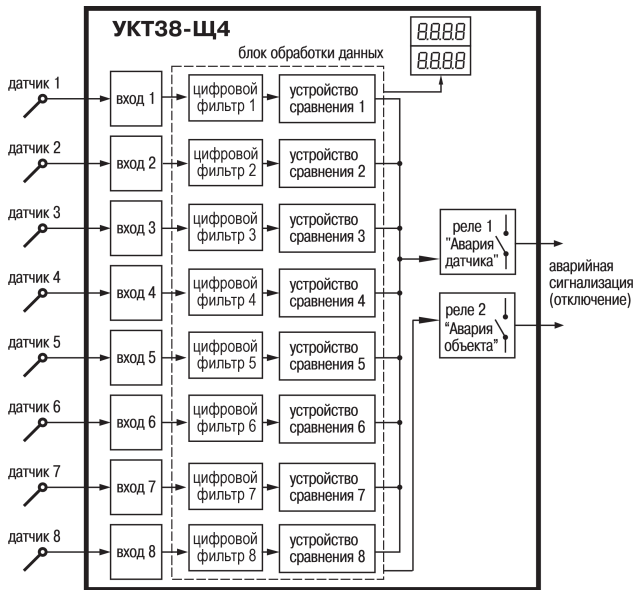 УКТ38-Щ4
блок обработки данных
8.8.8.8
8.8.8.8
датчик 1
вход 1
цифровой
фильтр 1
устройство
сравнения 1
датчик 2
вход 2
цифровой
фильтр 2
устройство
сравнения 2
датчик 3
вход 3
цифровой
фильтр 3
устройство
сравнения 3
реле 1
"Авария
датчика"
датчик 4
вход 4
цифровой
фильтр 4
устройство
сравнения 4
аварийная
сигнализация
(отключение)
реле 2
“Авария
объекта”
датчик 5
вход 5
цифровой
фильтр 5
устройство
сравнения 5
датчик 6
вход 6
цифровой
фильтр 6
устройство
сравнения 6
датчик 7
вход 7
цифровой
фильтр 7
устройство
сравнения 7
датчик 8
вход 8
цифровой
фильтр 8
устройство
сравнения 8